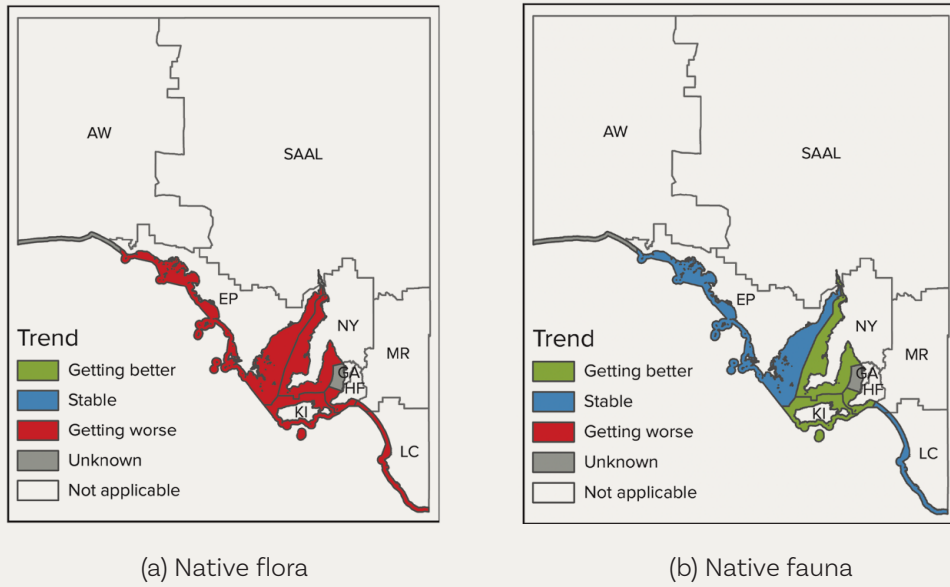 AW
SAAL
EP
NY
MR
GA
HF
KI
LC
Trend
Getting better
Stable
Getting worse
Unknown
Not applicable
(a) Native flora
AW
SAAL
EP
NY
MR
GA
HF
KI
LC
Trend
Getting better
Stable
Getting worse
Unknown
Not applicable
(b) Native fauna